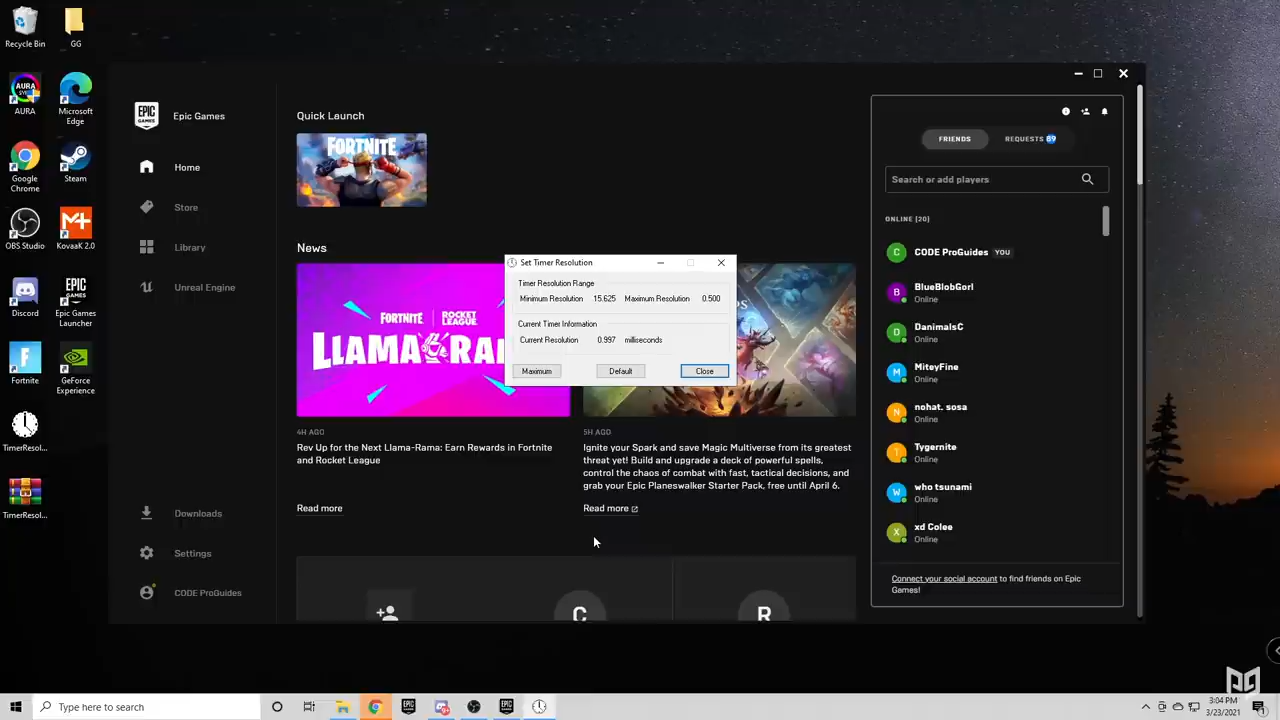 Recycle Bin
GG
AURA
Microsoft
Edge
Google
Chrome
Steam
OBS Studio
KovaaK 2.0
Discord
Epic Games
Launcher
Fortnite
GeForce
Experience
TimerResol...
TimerResol...
EPIC
GAMES
Epic Games
Home
Store
Library
Unreal Engine
Downloads
Settings
CODE ProGuides
Quick Launch
FORTNITE
News
FORTNITE
ROCKET
LEAGUE
LLAMA-RA
4H AGO
Rev Up for the Next Llama-Rama: Earn Rewards in Fortnite
and Rocket League
Read more
5H AGO
Ignite your Spark and save Magic Multiverse from its greatest
threat yet! Build and upgrade a deck of powerful spells,
control the chaos of combat with fast, tactical decisions, and
grab your Epic Planeswalker Starter Pack, free until April 6.
Read more
C
R
Set Timer Resolution
Timer Resolution Range
Minimum Resolution 15.625 Maximum Resolution 0.500
Current Timer Information
Current Resolution 0.997 milliseconds
Maximum Default Close
FRIENDS
REQUESTS 89
Search or add players
ONLINE (20)
C CODE ProGuides YOU
B BlueBlobGorl
Online
D DanimalsC
Online
M MiteyFine
Online
N nohat. sosa
Online
T Tygernite
Online
W who tsunami
Online
X xd Colee
Online
Connect your social account to find friends on Epic
Games!
Type here to search
3:04 PM
3/23/2021